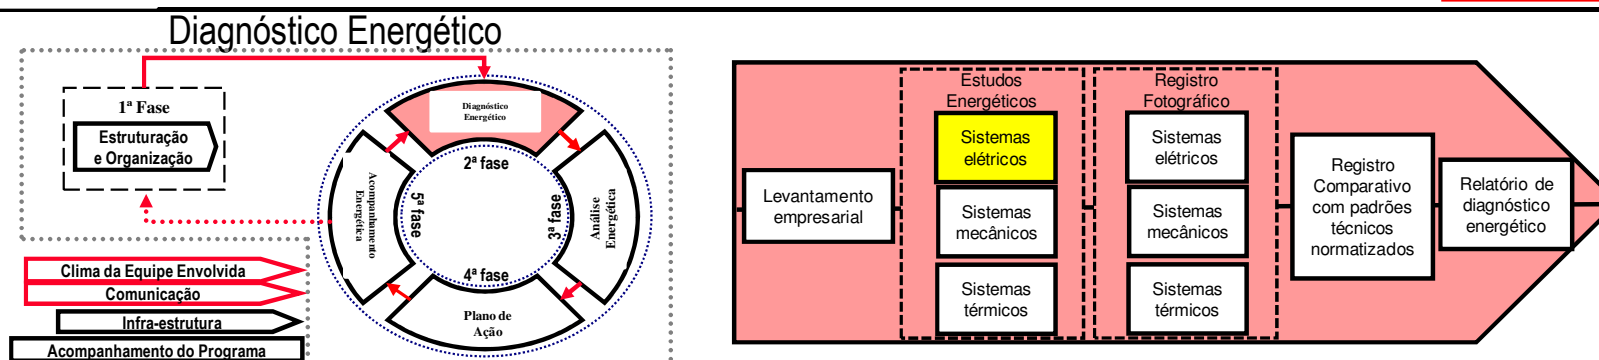 Diagnóstico Energético
1ª Fase
Estruturação
e Organização
Diagnóstico
Energético
2ª fase
Análise
Energética
3ª fase
4ª fase
Plano de
Ação
5ª fase
Acompanhamento
Energética
Clima da Equipe Envolvida
Comunicação
Infra-estrutura
Acompanhamento do Programa
Levantamento
empresarial
Estudos
Energéticos
Sistemas
elétricos
Sistemas
mecânicos
Sistemas
térmicos
Registro
Fotográfico
Sistemas
elétricos
Sistemas
mecânicos
Sistemas
térmicos
Registro
Comparativo
com padrões
técnicos
normatizados
Relatório de
diagnóstico
energético